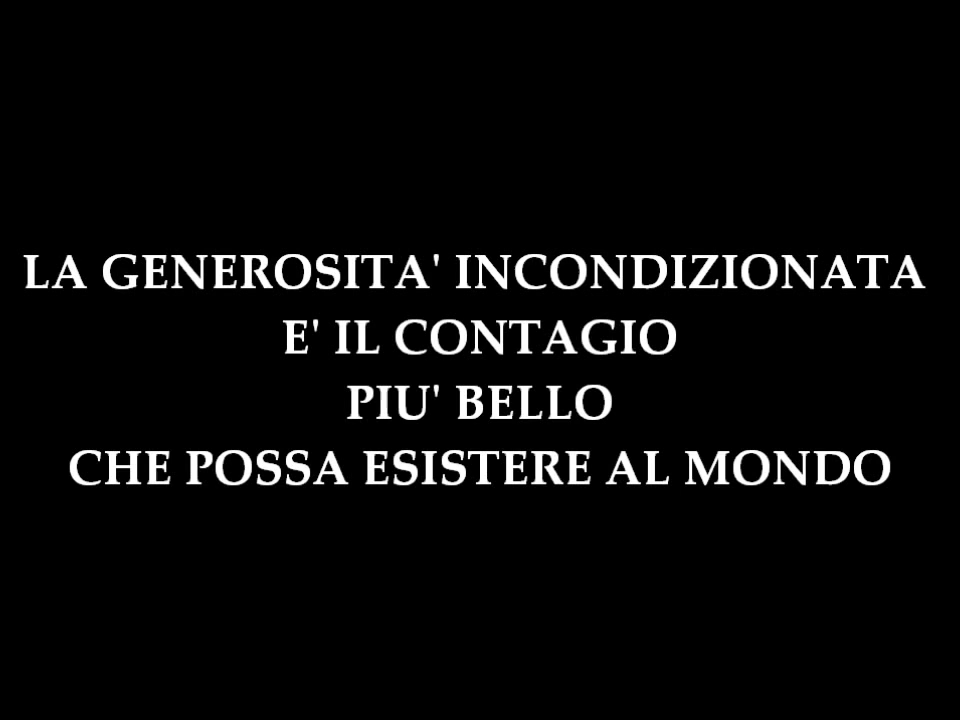 LA GENEROSITA' INCONDIZIONATA
E' IL CONTAGIO
PIU' BELLO
CHE POSSA ESISTERE AL MONDO